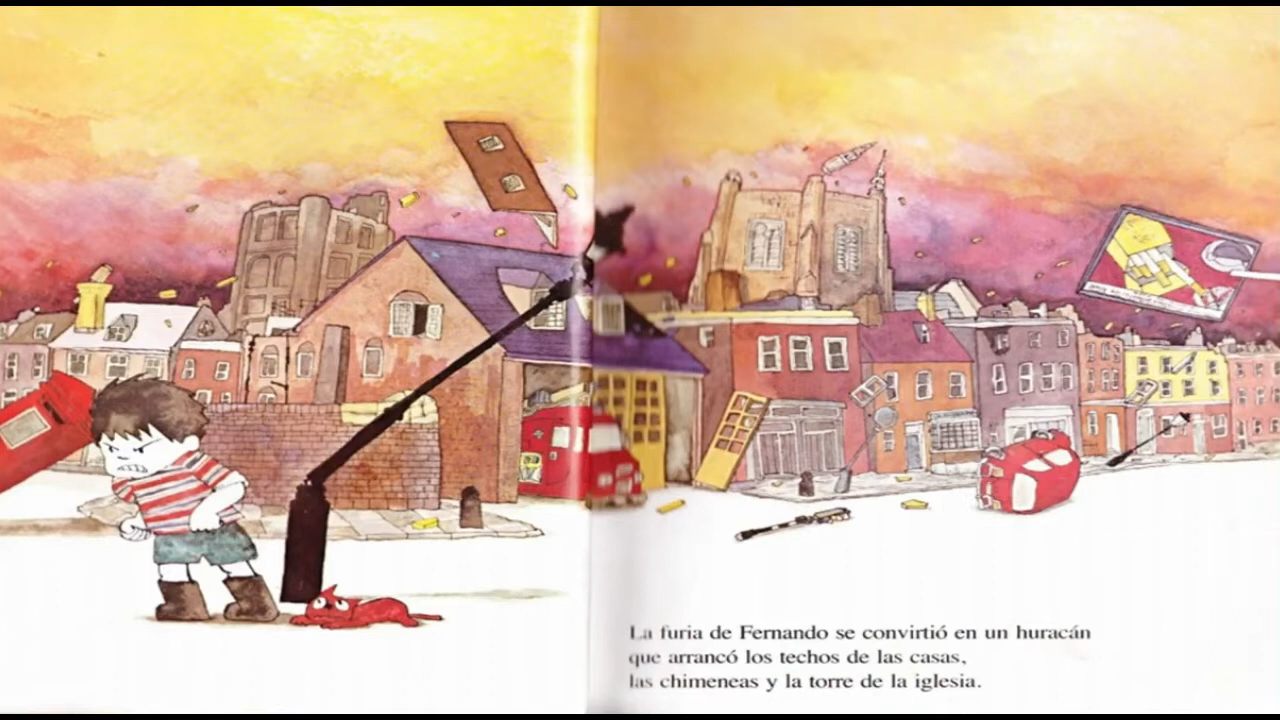 La furia de Fernando se convirtió en un huracán
que arrancó los techos de las casas,
las chimeneas y la torre de la iglesia.